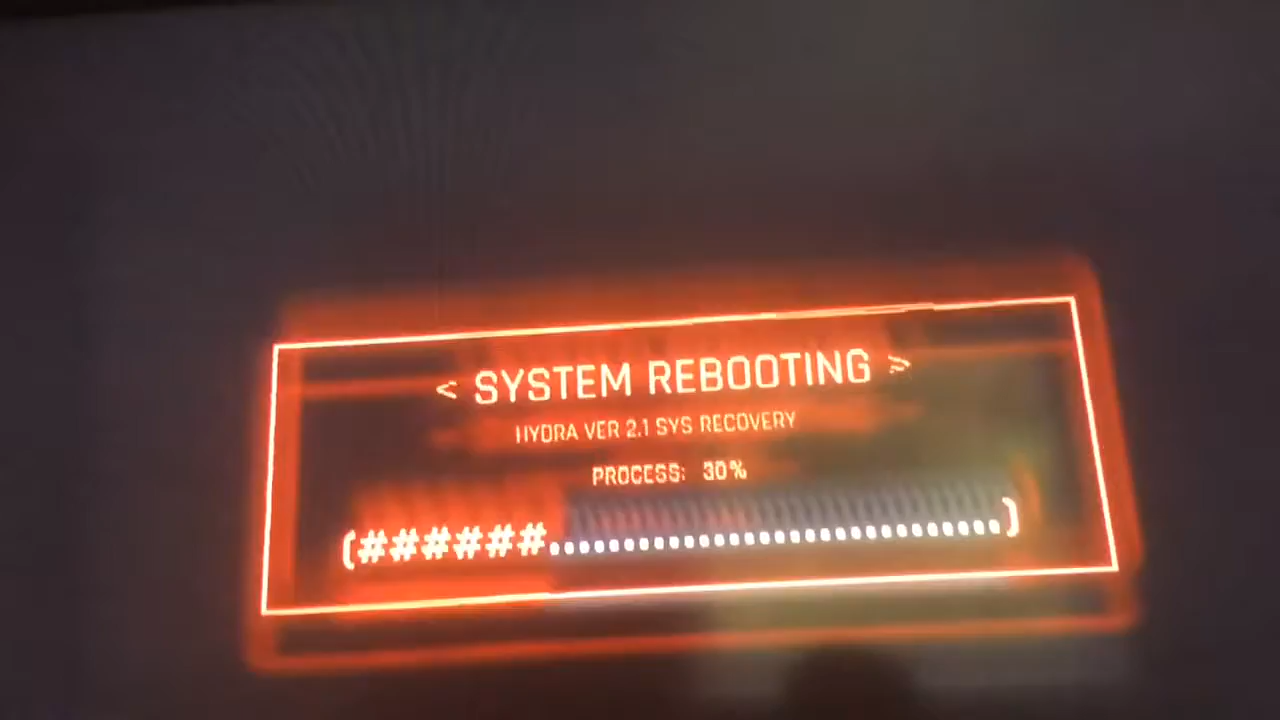 < SYSTEM REBOOTING >
HYDRA VER 2.1 SYS RECOVERY
PROCESS: 30%
(######..............................)